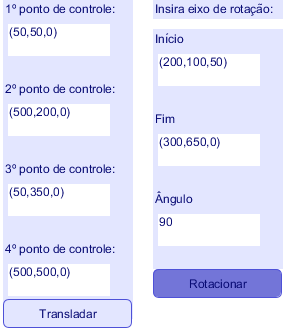 1º ponto de controle:
(50,50,0)
2º ponto de controle:
(500,200,0)
3º ponto de controle:
(50,350,0)
4º ponto de controle:
(500,500,0)
Transladar
Insira eixo de rotação:
Início
(200,100,50)
Fim
(300,650,0)
Ângulo
90
Rotacionar